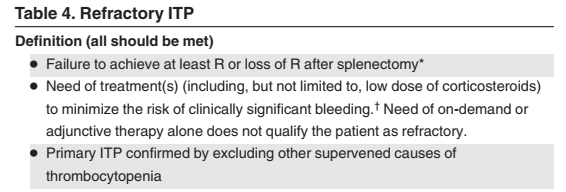 Table 4. Refractory ITP
Definition (all should be met)
● Failure to achieve at least R or loss of R after splenectomy*
● Need of treatment(s) (including, but not limited to, low dose of corticosteroids)
to minimize the risk of clinically significant bleeding.† Need of on-demand or
adjunctive therapy alone does not qualify the patient as refractory.
● Primary ITP confirmed by excluding other supervened causes of
thrombocytopenia